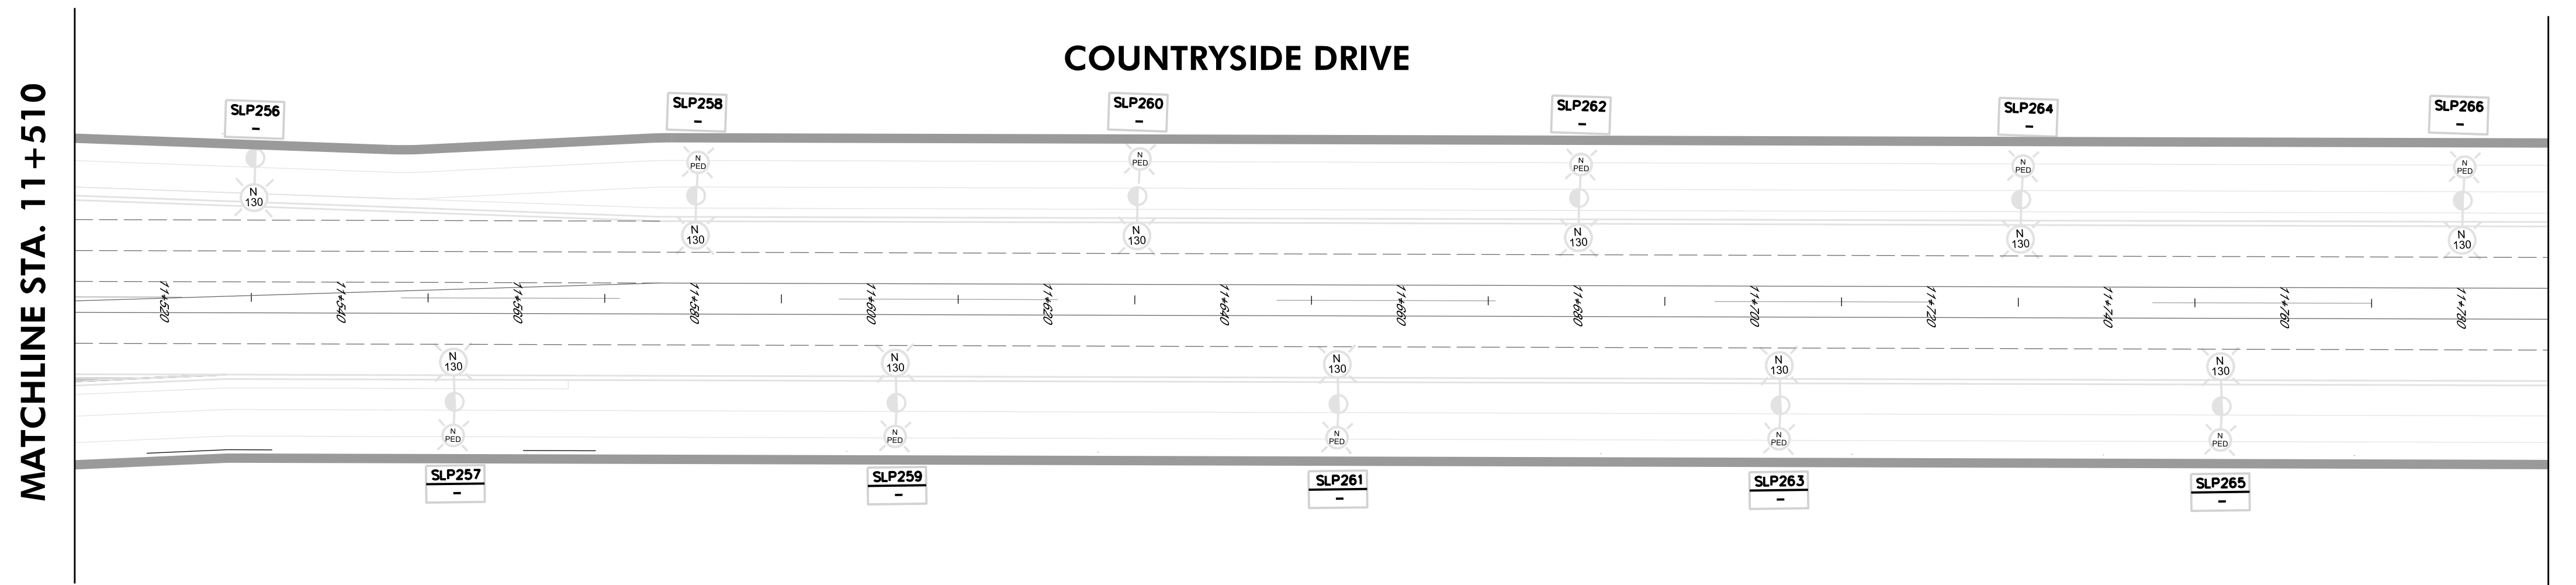 COUNTRYSIDE DRIVE
MATCHLINE STA. 11+510
SLP256
-
SLP258
-
SLP260
-
SLP262
-
SLP264
-
SLP266
-
N
PED
N
PED
N
PED
N
PED
N
PED
N
130
N
130
N
130
N
130
N
130
N
130
11+520
11+540
11+560
11+580
11+600
11+620
11+640
11+660
11+680
11+700
11+720
11+740
11+760
11+780
N
130
N
130
N
130
N
130
N
130
N
PED
N
PED
N
PED
N
PED
N
PED
SLP257
-
SLP259
-
SLP261
-
SLP263
-
SLP265
-